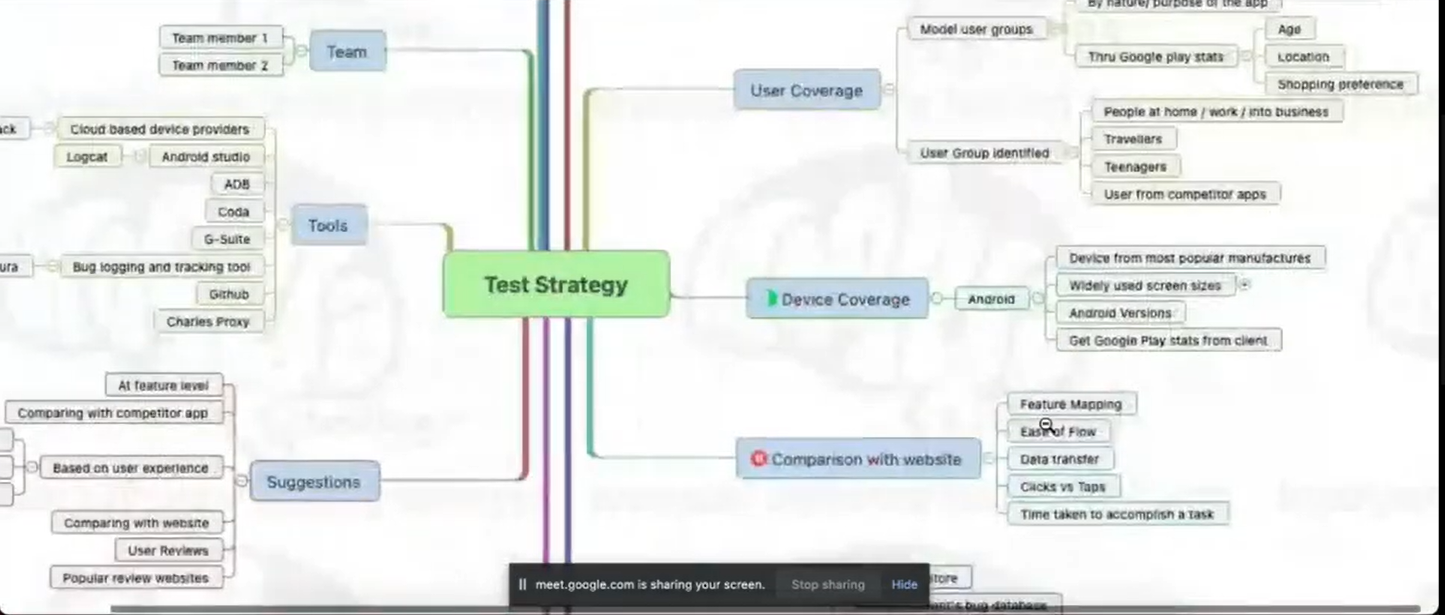 Team member 1
Team member 2
Team
Cloud based device providers
Logcat
Android studio
ADB
Coda
G-Suite
Bug logging and tracking tool
Github
Charles Proxy
Tools
Test Strategy
At feature level
Comparing with competitor app
Based on user experience
Comparing with website
User Reviews
Popular review websites
Suggestions
User Coverage
Model user groups
By nature/ purpose of the app
Thru Google play stats
Age
Location
Shopping preference
User Group identified
People at home / work / into business
Travellers
Teenagers
User from competitor apps
Device Coverage
Android
Device from most popular manufactures
Widely used screen sizes
Android Versions
Get Google Play stats from client
Comparison with website
Feature Mapping
Ease of Flow
Data transfer
Clicks vs Taps
Time taken to accomplish a task
bug database
meet.google.com is sharing your screen.
Stop sharing
Hide